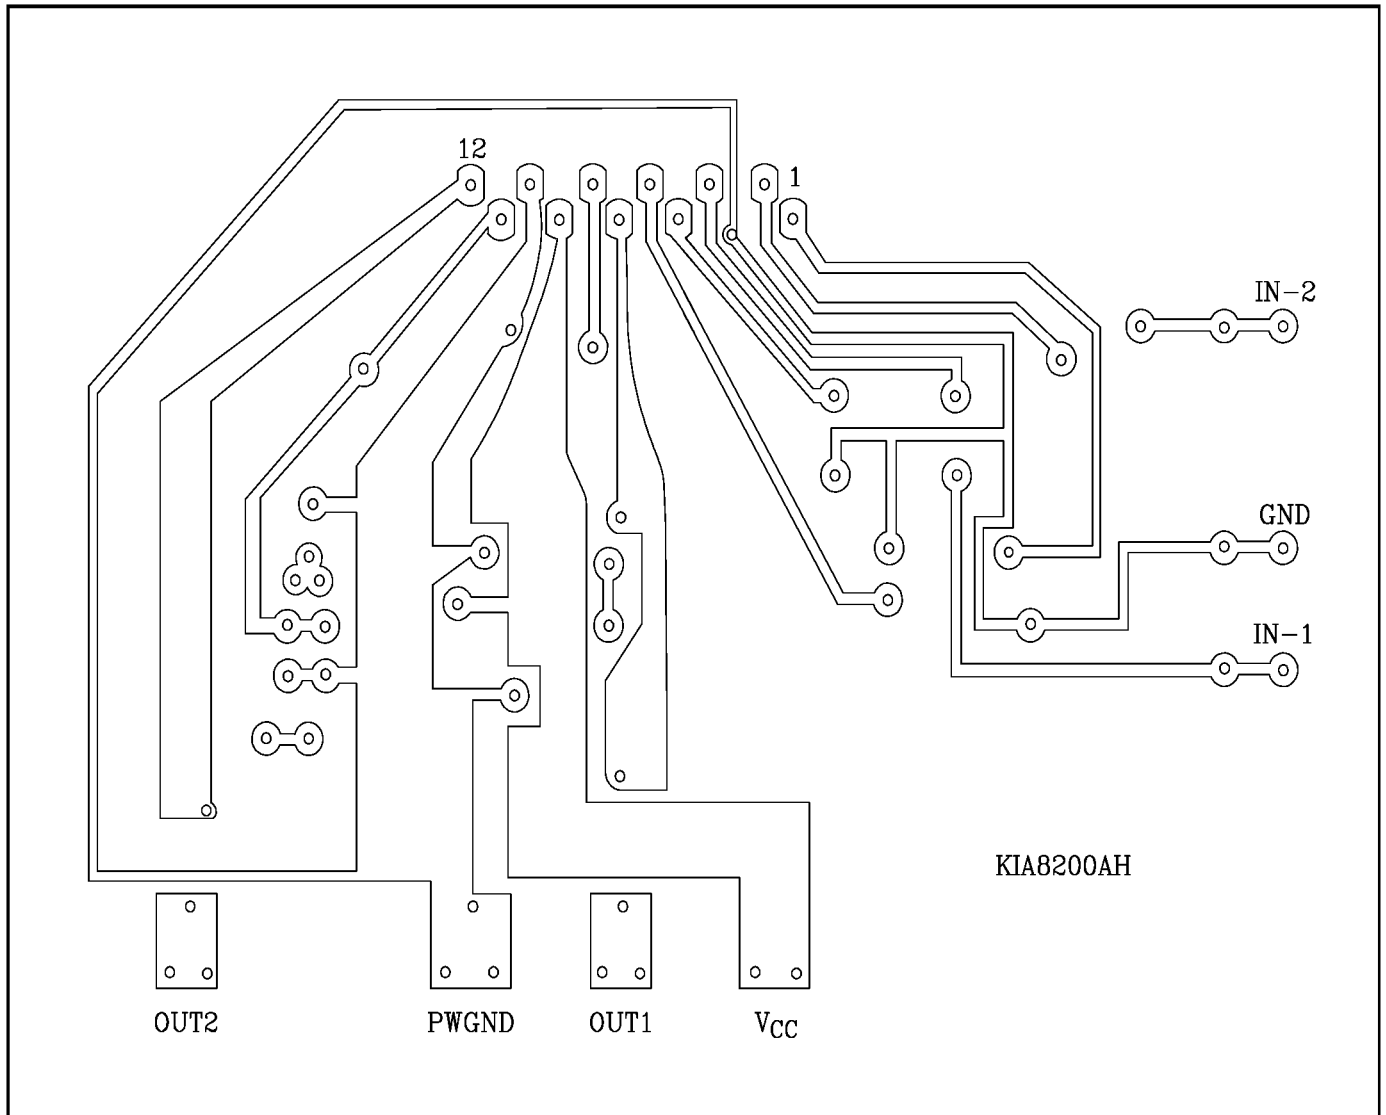 12
1
IN-2
GND
IN-1
KIA8200AH
OUT2
PWGND
OUT1
VCC